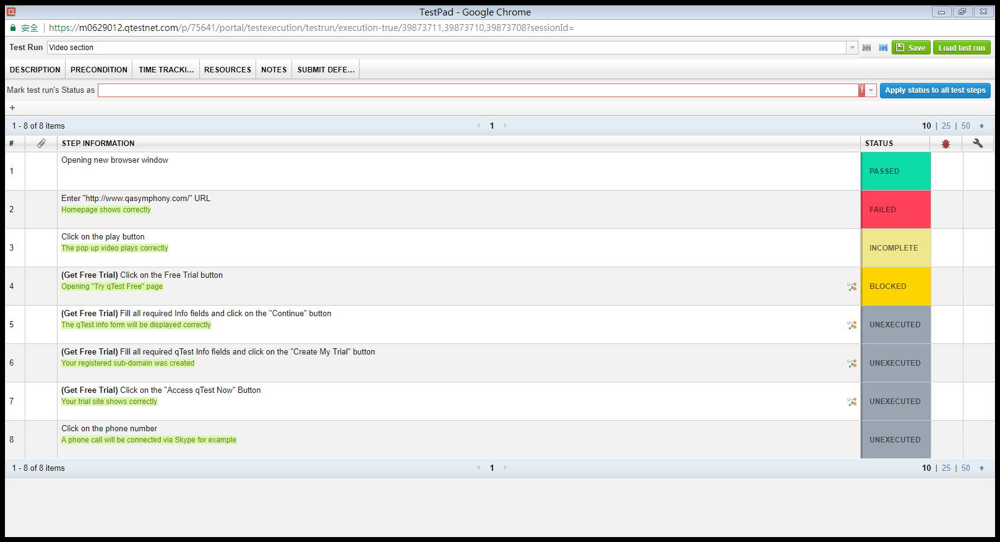 TestPad - Google Chrome
安全 https://m0629012.qtestnet.com/p/75641/portal/testexecution/testrun/execution-true/39873711,39873710,39873708?sessionId=
Test Run Video section Save Load last run
DESCRIPTION PRECONDITION TIME TRACKI... RESOURCES NOTES SUBMIT DEFE...
Mark test run's Status as ! Apply status to all test steps
+
1 - 8 of 8 items 1 10 | 25 | 50
# STEP INFORMATION STATUS
1 Opening new browser window PASSED
2 Enter "http://www.qasymphony.com/" URL FAILED
Homepage shows correctly
3 Click on the play button INCOMPLETE
The pop up video plays correctly
4 (Get Free Trial) Click on the Free Trial button BLOCKED
Opening "Try qTest Free" page
5 (Get Free Trial) Fill all required Info fields and click on the "Continue" button UNEXECUTED
The qTest info form will be displayed correctly
6 (Get Free Trial) Fill all required qTest Info fields and click on the "Create My Trial" button UNEXECUTED
Your registered sub-domain was created
7 (Get Free Trial) Click on the "Access qTest Now" Button UNEXECUTED
Your trial site shows correctly
8 Click on the phone number UNEXECUTED
A phone call will be connected via Skype for example
1 - 8 of 8 items 1 10 | 25 | 50